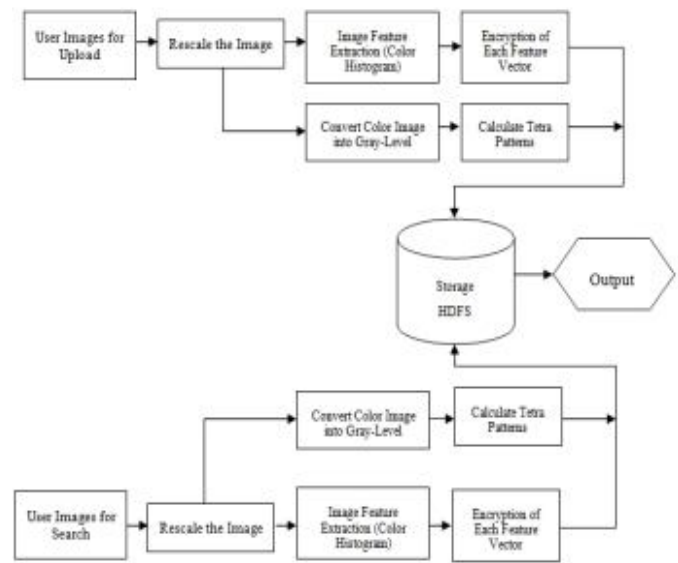 User Images for
Upload
Rescale the Image
Image Feature
Extraction (Color
Histogram)
Encryption of
Each Feature
Vector
Convert Color Image
into Gray-Level
Calculate Tetra
Patterns
Storage
HDFS
Output
Convert Color Image
into Gray-Level
Calculate Tetra
Patterns
User Images for
Search
Rescale the Image
Image Feature
Extraction (Color
Histogram)
Encryption of
Each Feature
Vector